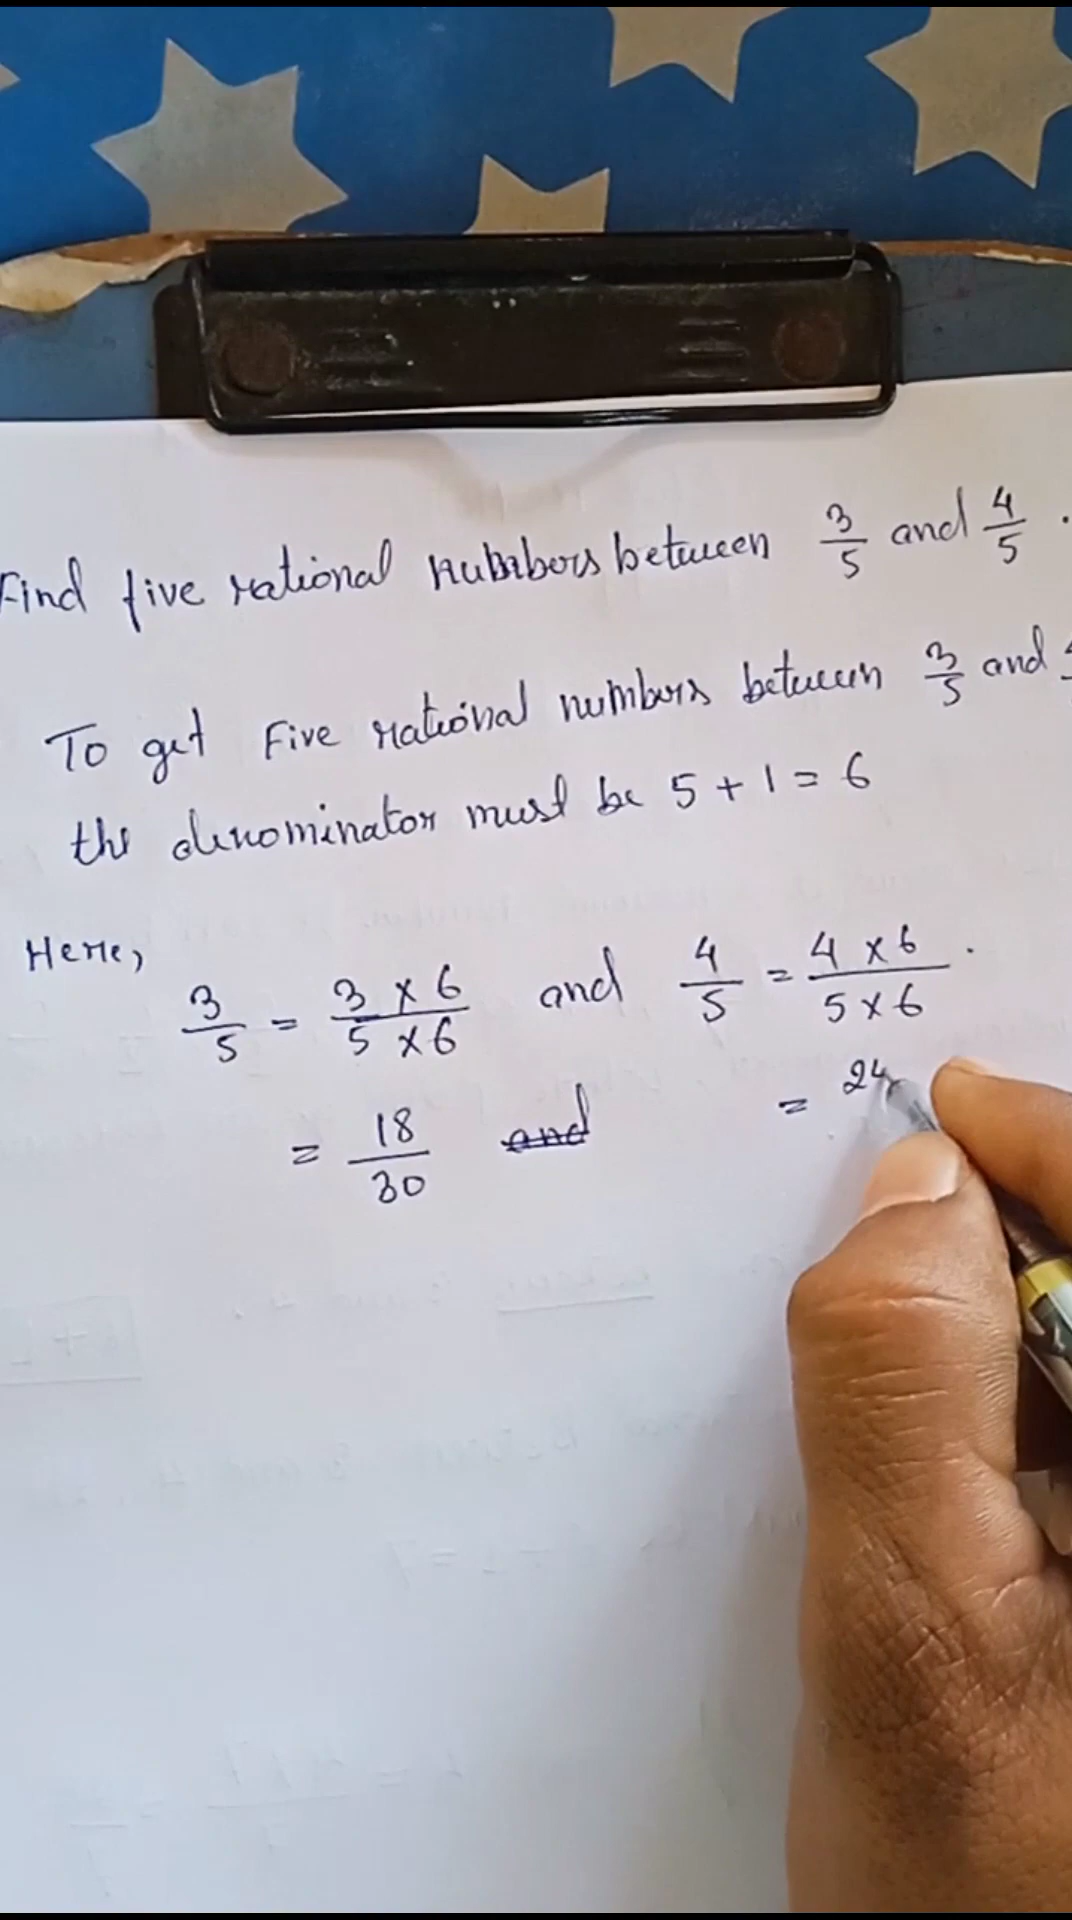 Find five rational numbers between 3/5 and 4/5.
To get Five rational numbers between 3/5 and
the denominator must be 5 + 1 = 6
Here,
3/5 = 3 × 6/5 × 6 and 4/5 = 4 × 6/5 × 6.
= 18/30 and = 24